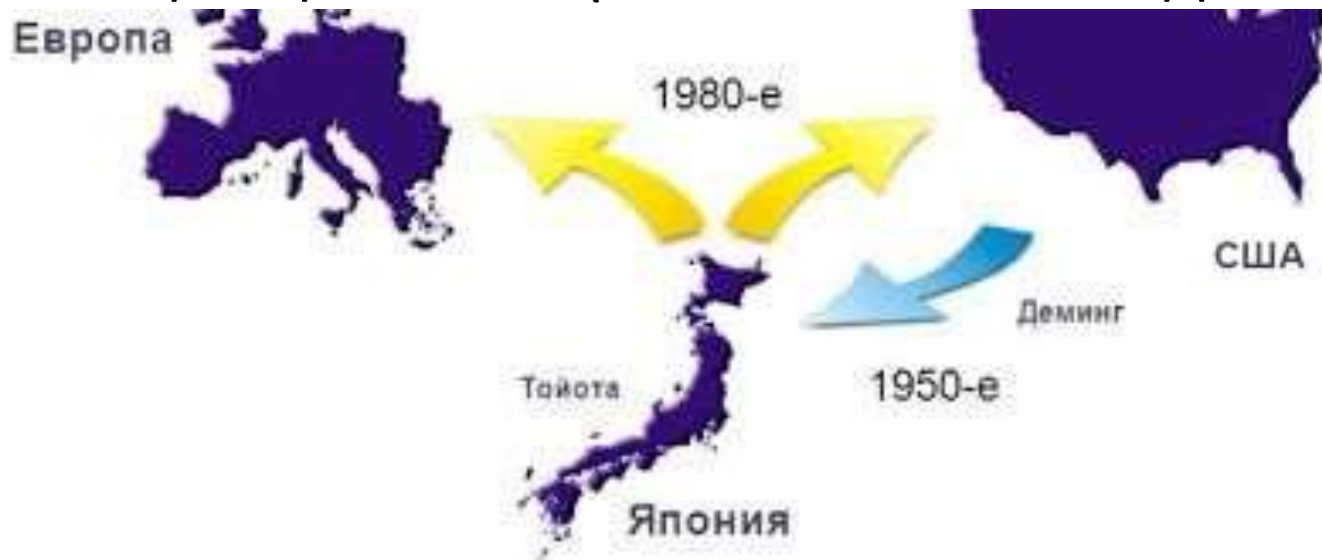 Европа
1980-е
США
Деминг
Тойота
1950-е
Япония